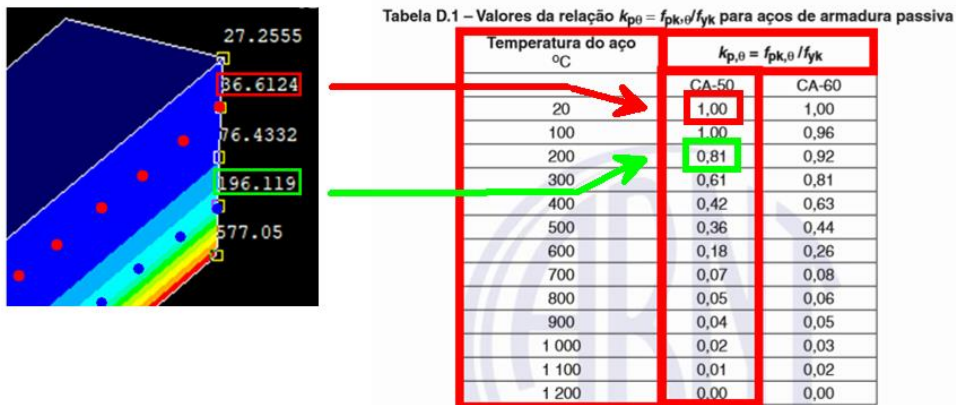 Tabela D.1 – Valores da relação kpθ = fpk,θ/fyk para aços de armadura passiva
27.2555
36.6124
76.4332
196.119
577.05
Temperatura do aço kp,θ = fpk,θ /fyk
ºC
CA-50 CA-60
20 1,00 1,00
100 1,00 0,96
200 0,81 0,92
300 0,61 0,81
400 0,42 0,63
500 0,36 0,44
600 0,18 0,26
700 0,07 0,08
800 0,05 0,06
900 0,04 0,05
1 000 0,02 0,03
1 100 0,01 0,02
1 200 0,00 0,00